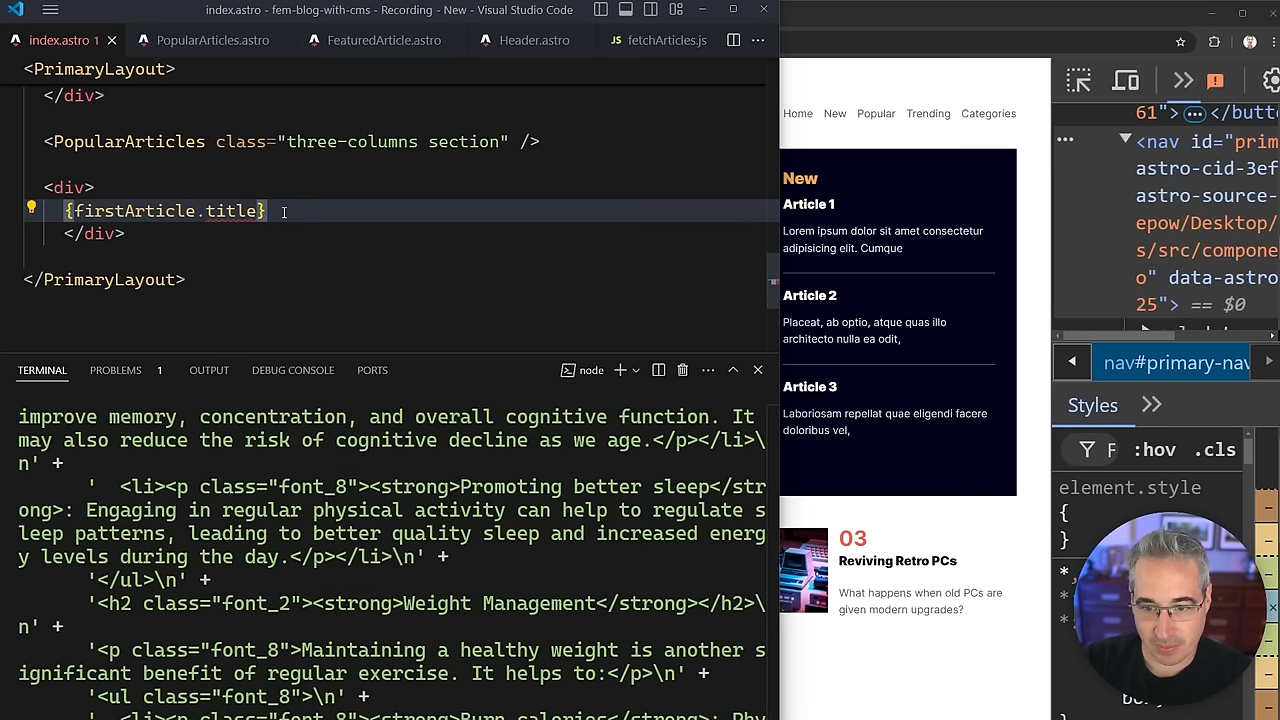 index.astro - fem-blog-with-cms - Recording - New - Visual Studio Code
index.astro 1
PopularArticles.astro
FeaturedArticle.astro
Header.astro
JS fetchArticles.js
<PrimaryLayout>
</div>
<PopularArticles class="three-columns section" />
<div>
{firstArticle.title}
</div>
</PrimaryLayout>
TERMINAL
PROBLEMS 1
OUTPUT
DEBUG CONSOLE
PORTS
node
improve memory, concentration, and overall cognitive function. It
may also reduce the risk of cognitive decline as we age.</p></li>\
n' +
'  <li><p class="font_8"><strong>Promoting better sleep</str
ong>: Engaging in regular physical activity can help to regulate s
leep patterns, leading to better quality sleep and increased energ
y levels during the day.</p></li>\n' +
'</ul>\n' +
'<h2 class="font_2"><strong>Weight Management</strong></h2>\
n' +
'<p class="font_8">Maintaining a healthy weight is another s
ignificant benefit of regular exercise. It helps to:</p>\n' +
'<ul class="font_8">\n' +
Home New Popular Trending Categories
New
Article 1
Lorem ipsum dolor sit amet consectetur
adipisicing elit. Cumque
Article 2
Placeat, ab optio, atque quas illo
architecto nulla ea odit,
Article 3
Laboriosam repellat quae eligendi facere
doloribus vel,
03
Reviving Retro PCs
What happens when old PCs are
given modern upgrades?
61">
</butt
<nav id="prim
astro-cid-3ef
astro-source-
epow/Desktop/
s/src/compone
o" data-astro
25"> == $0
nav#primary-nav
Styles
F :hov .cls
element.style
{
}